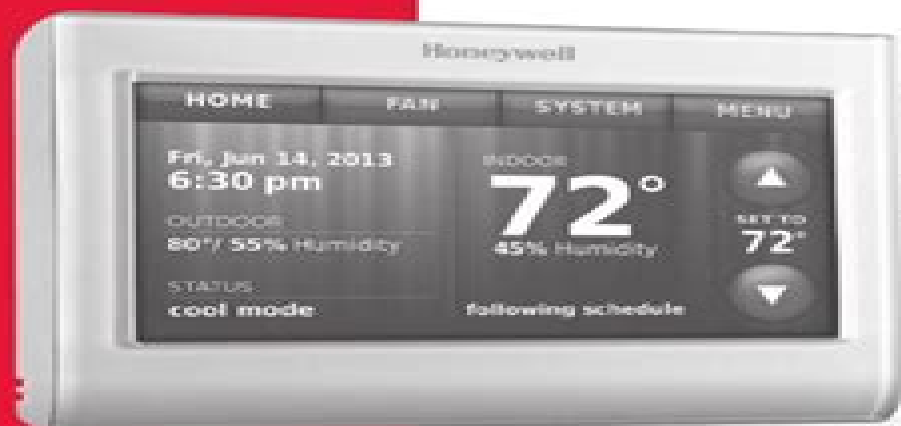 Honeywell
HOME FAN SYSTEM MENU
Fri, Jun 14, 2013
6:30 pm
OUTDOOR
80°/ 55% Humidity
STATUS
cool mode
INDOOR
72°
45% Humidity
following schedule
SET TO
72°